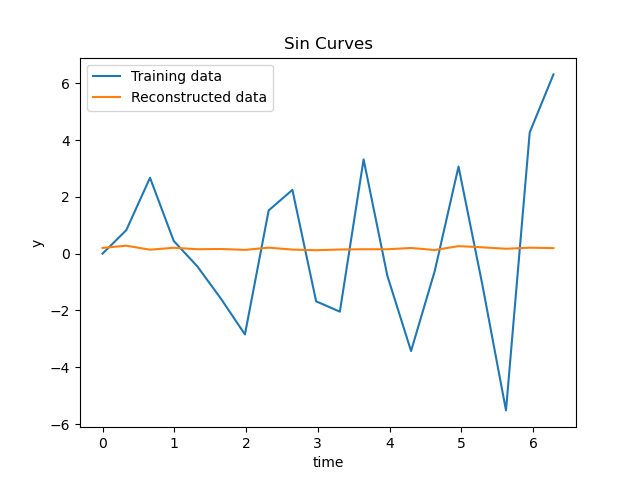 Sin Curves
Training data
Reconstructed data
6
4
2
0
−2
−4
−6
y
0 1 2 3 4 5 6
time